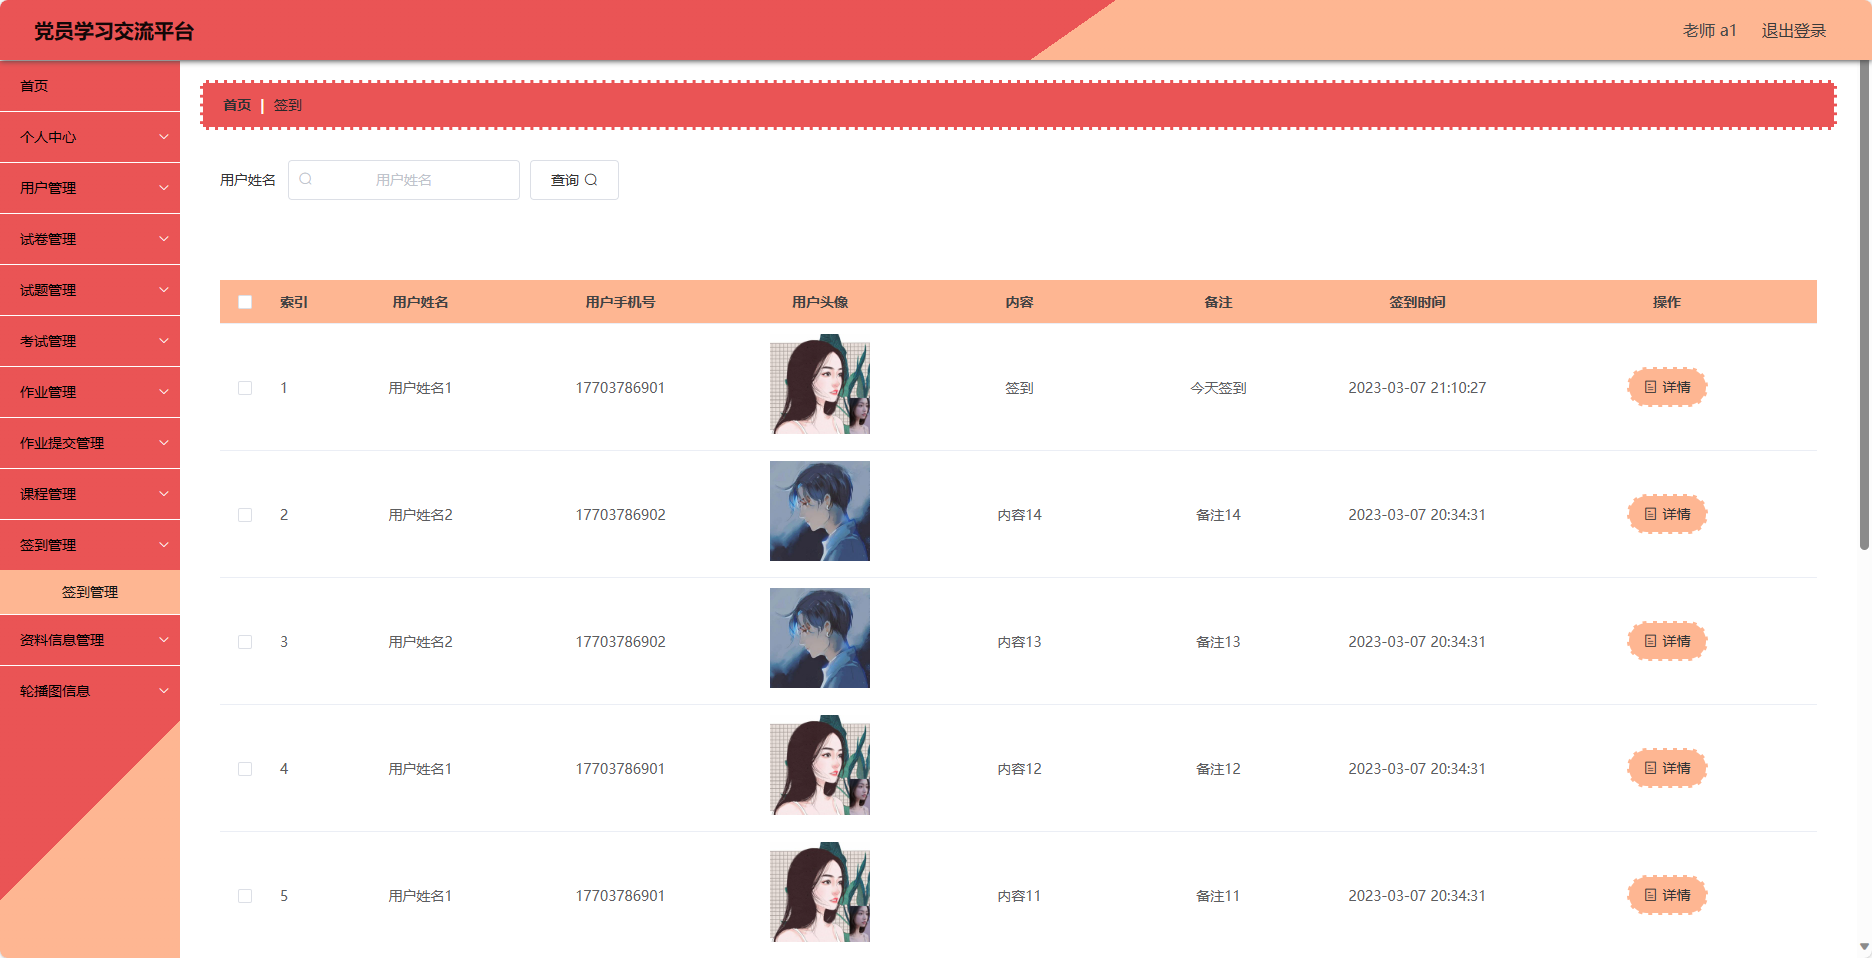 党员学习交流平台
老师 a1 退出登录
首页
个人中心
用户管理
试卷管理
试题管理
考试管理
作业管理
作业提交管理
课程管理
签到管理
签到管理
资料信息管理
轮播图信息
首页 | 签到
用户姓名 用户姓名 查询
索引 用户姓名 用户手机号 用户头像 内容 备注 签到时间 操作
1 用户姓名1 17703786901 签到 今天签到 2023-03-07 21:10:27 详情
2 用户姓名2 17703786902 内容14 备注14 2023-03-07 20:34:31 详情
3 用户姓名2 17703786902 内容13 备注13 2023-03-07 20:34:31 详情
4 用户姓名1 17703786901 内容12 备注12 2023-03-07 20:34:31 详情
5 用户姓名1 17703786901 内容11 备注11 2023-03-07 20:34:31 详情